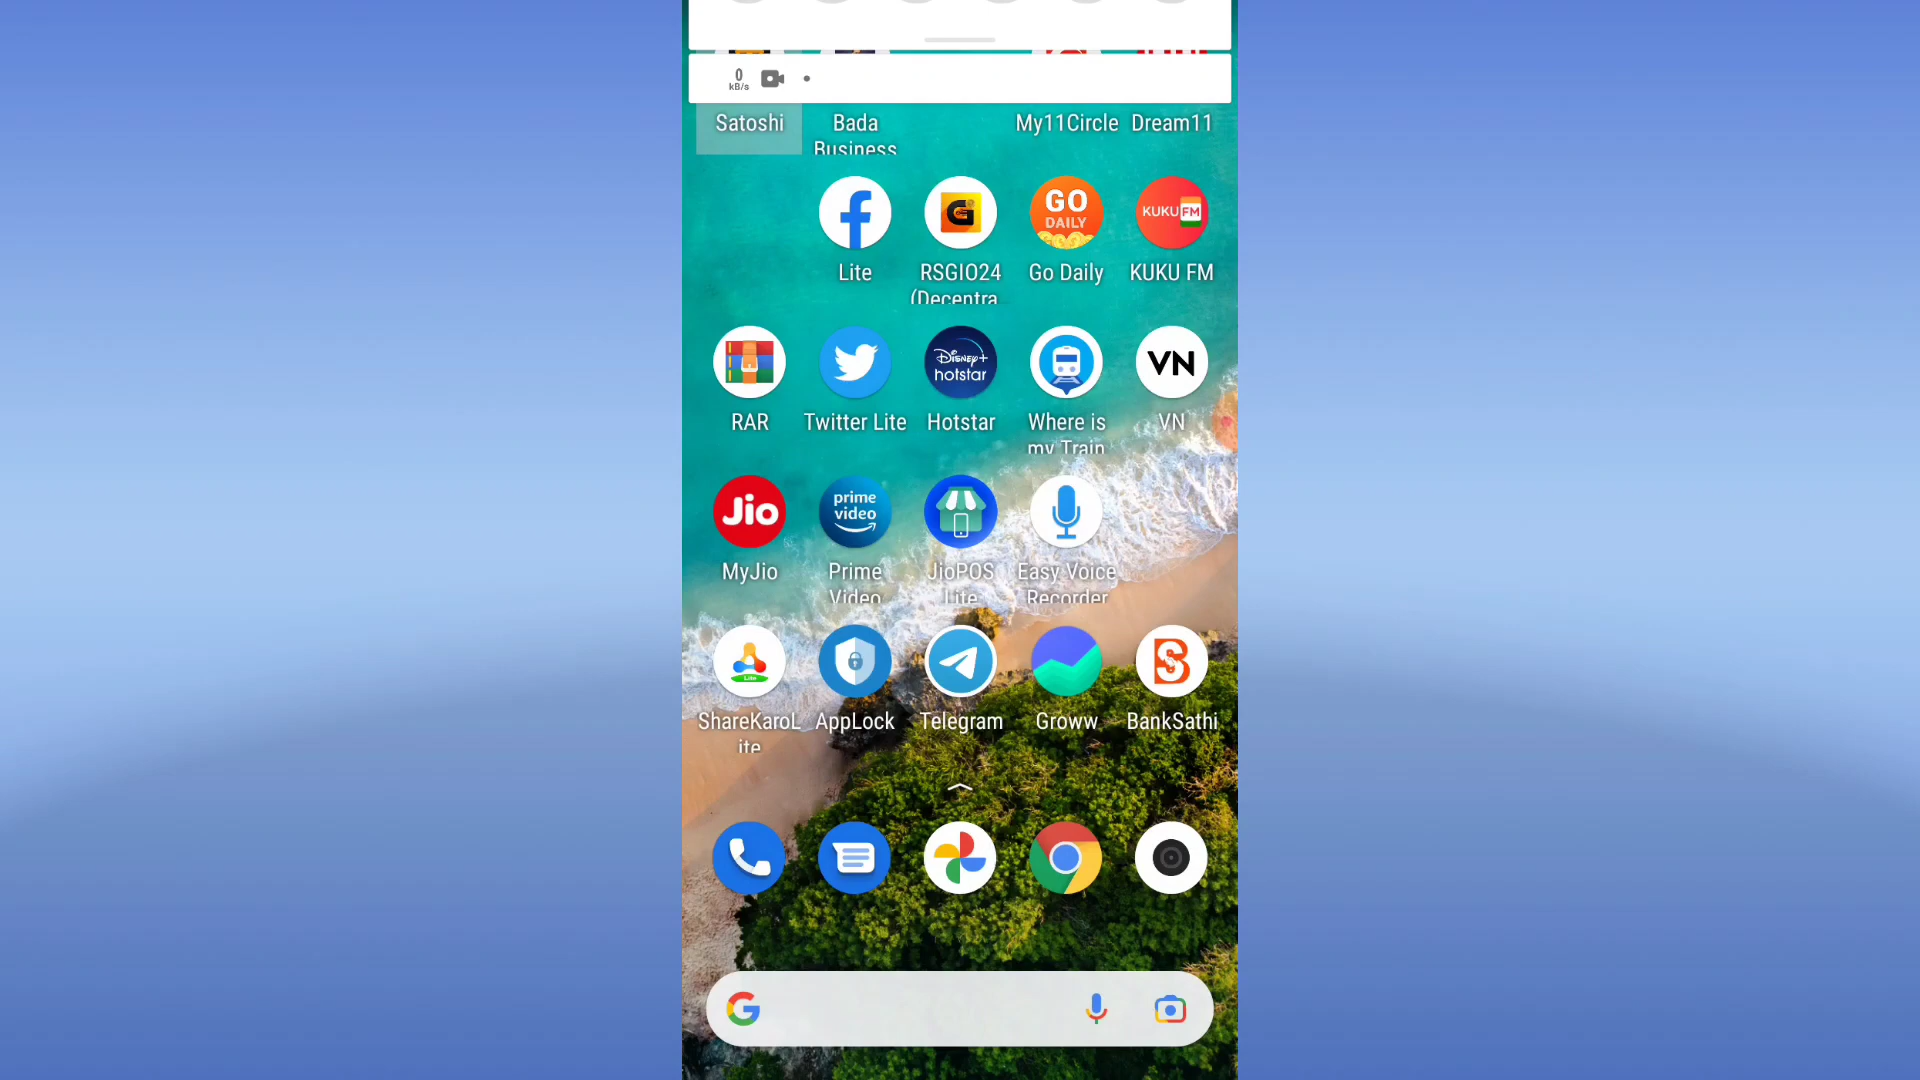 0
kB/s
Satoshi
Bada
Business
My11Circle
Dream11
GO
DAILY
KUKU FM
Lite
RSGIO24
(Decentra
Go Daily
KUKU FM
Disney+
hotstar
VN
RAR
Twitter Lite
Hotstar
Where is
my Train
VN
Jio
prime
video
MyJio
Prime
Video
JioPOS
Lite
Easy Voice
Recorder
Lite
ShareKaroL
ite
AppLock
Telegram
Groww
BankSathi